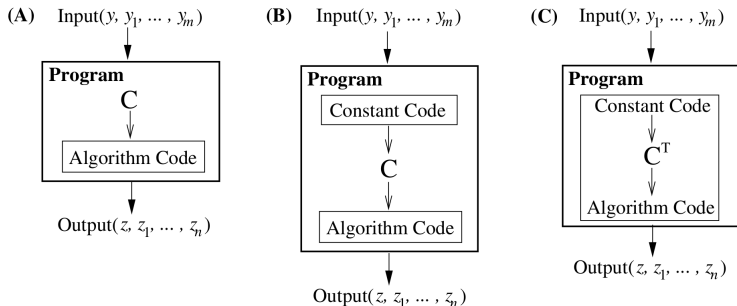 (A)
Input(y, y1, ... , ym)
Program
C
Algorithm Code
Output(z, z1, ... , zn)
(B)
Input(y, y1, ... , ym)
Program
Constant Code
C
Algorithm Code
Output(z, z1, ... , zn)
(C)
Input(y, y1, ... , ym)
Program
Constant Code
C^T
Algorithm Code
Output(z, z1, ... , zn)